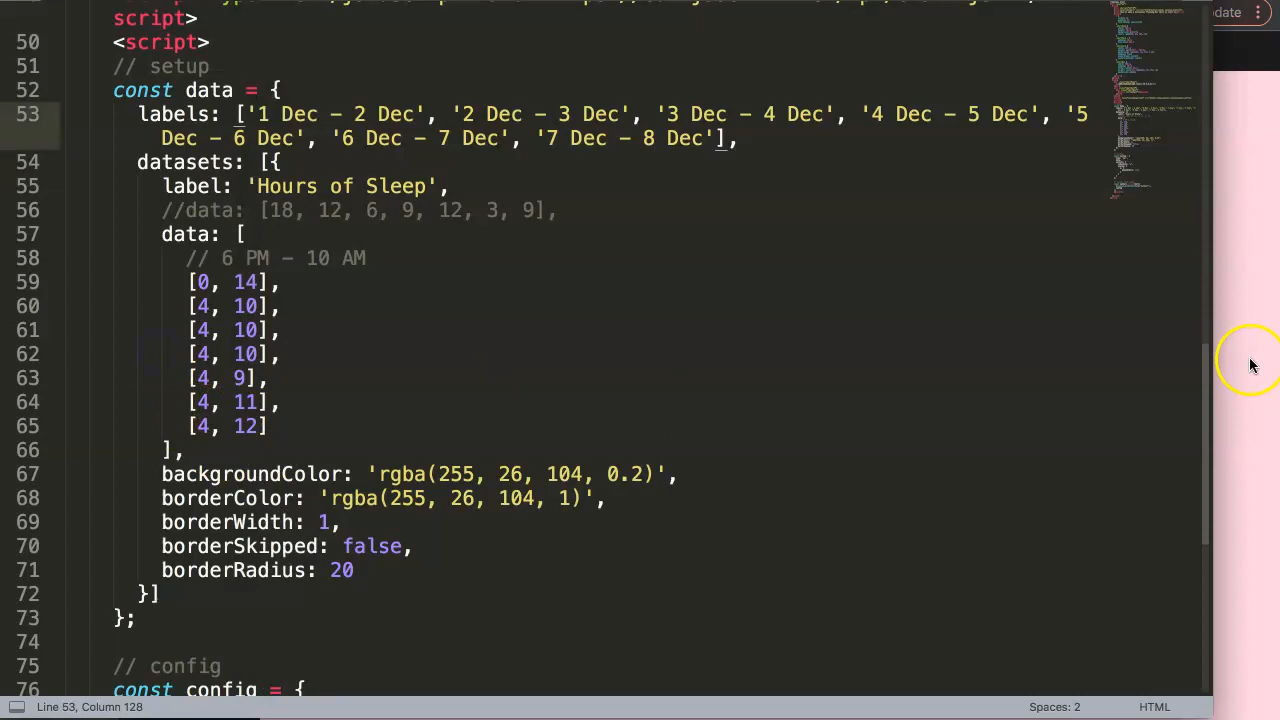 script>
50 <script>
51 // setup
52 const data = {
53 labels: ['1 Dec - 2 Dec', '2 Dec - 3 Dec', '3 Dec - 4 Dec', '4 Dec - 5 Dec', '5
Dec - 6 Dec', '6 Dec - 7 Dec', '7 Dec - 8 Dec'],
54 datasets: [{
55 label: 'Hours of Sleep',
56 //data: [18, 12, 6, 9, 12, 3, 9],
57 data: [
58 // 6 PM - 10 AM
59 [0, 14],
60 [4, 10],
61 [4, 10],
62 [4, 10],
63 [4, 9],
64 [4, 11],
65 [4, 12]
66 ],
67 backgroundColor: 'rgba(255, 26, 104, 0.2)',
68 borderColor: 'rgba(255, 26, 104, 1)',
69 borderWidth: 1,
70 borderSkipped: false,
71 borderRadius: 20
72 }]
73 };
74
75 // config
76 const config = {
Line 53, Column 128 Spaces: 2 HTML